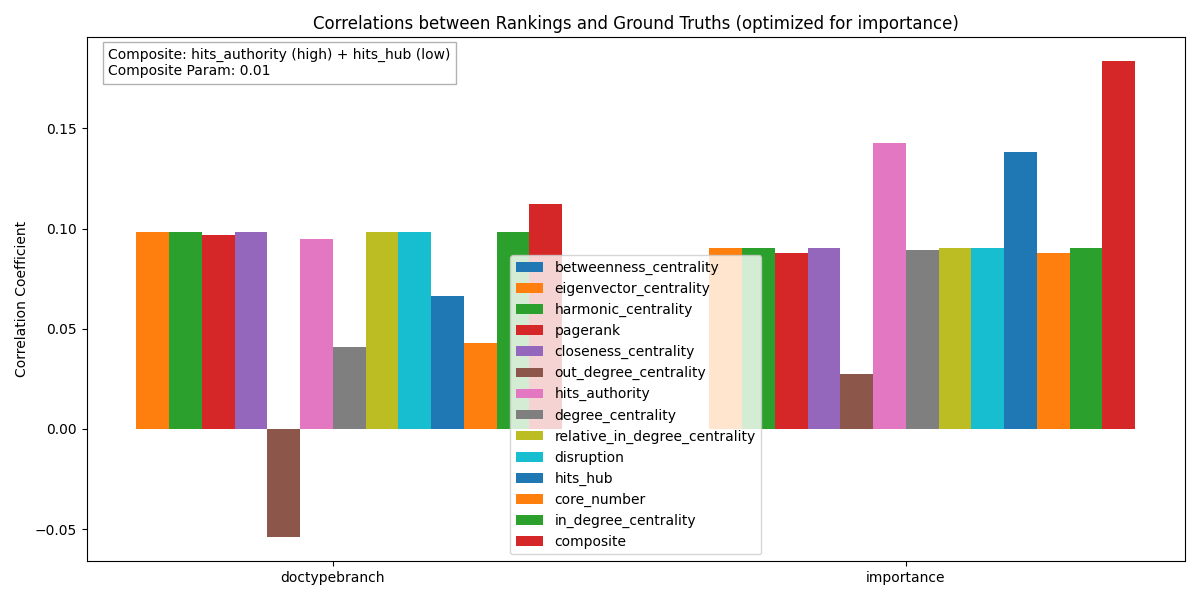 Correlations between Rankings and Ground Truths (optimized for importance)
Composite: hits_authority (high) + hits_hub (low)
Composite Param: 0.01
Correlation Coefficient
0.15
0.10
0.05
0.00
−0.05
betweenness_centrality
eigenvector_centrality
harmonic_centrality
pagerank
closeness_centrality
out_degree_centrality
hits_authority
degree_centrality
relative_in_degree_centrality
disruption
hits_hub
core_number
in_degree_centrality
composite
doctypebranch
importance